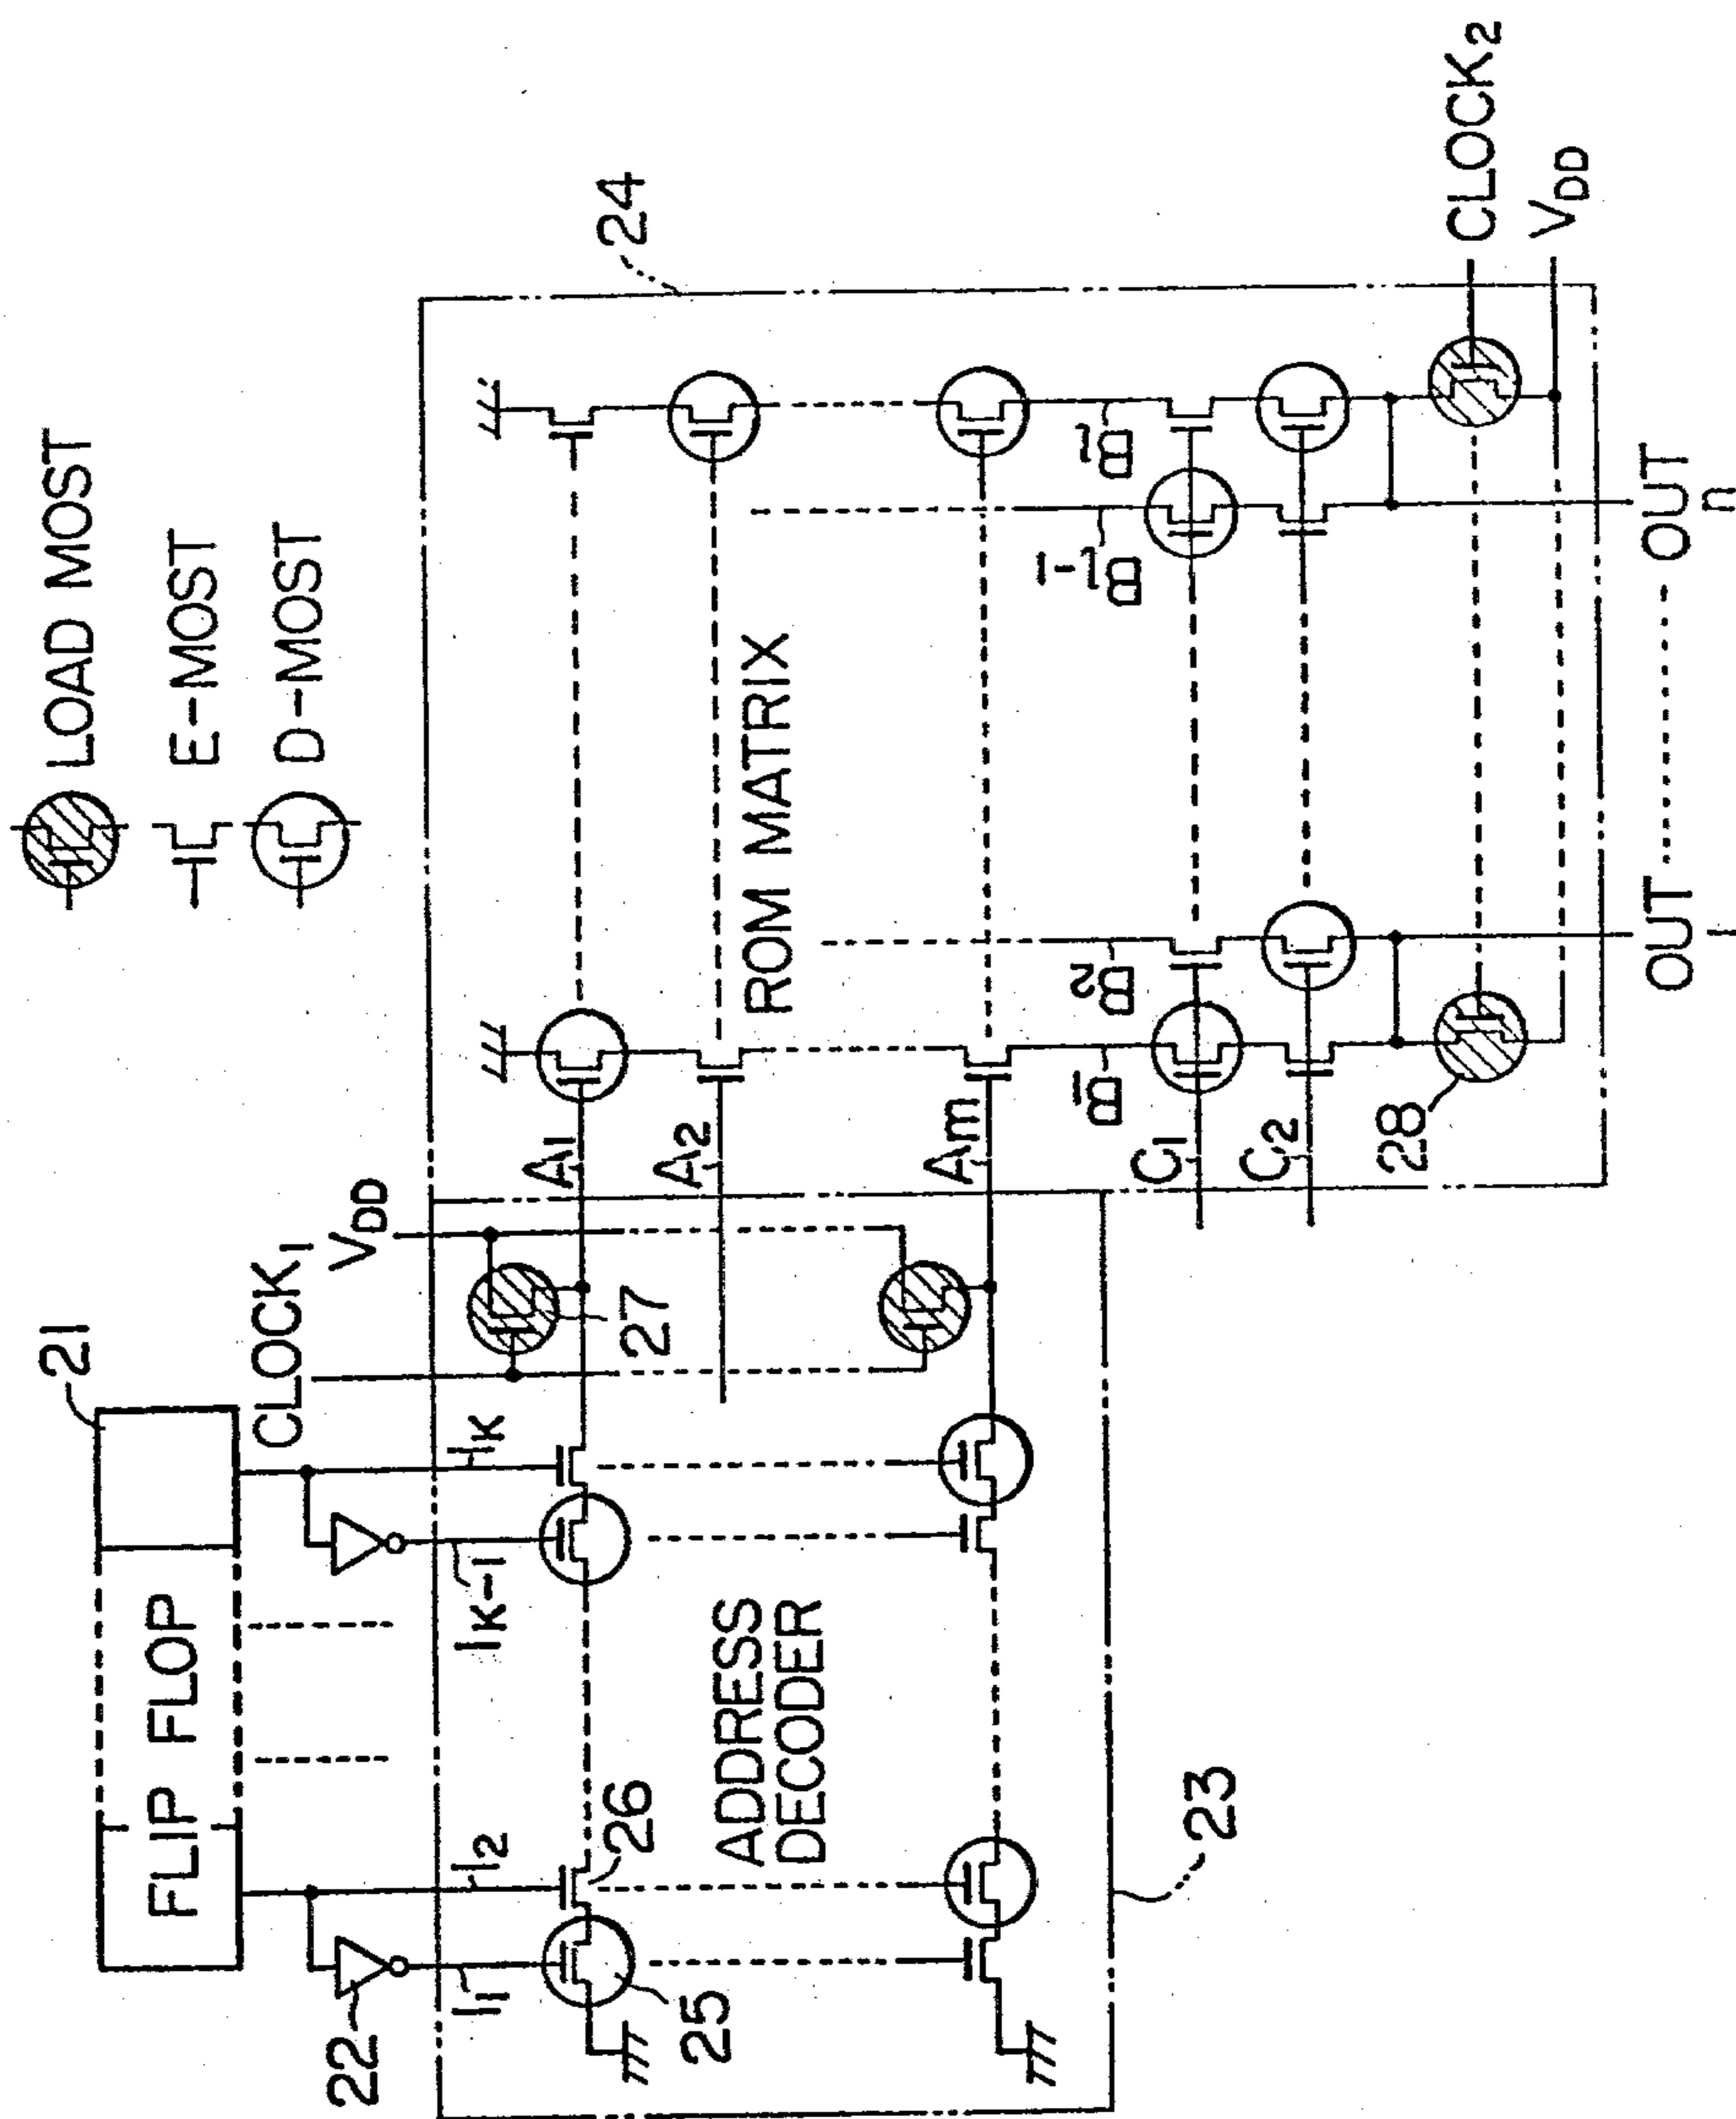 LOAD MOST
E-MOST
D-MOST
21
FLIP FLOP
22
CLOCK1
VDD
I1
I2
IK-1
IK
27
25
26
ADDRESS
DECODER
23
A1
A2
Am
C1
C2
ROM MATRIX
24
B1
B2
Bl-1
Bl
28
CLOCK2
VDD
OUT
1
OUT
n